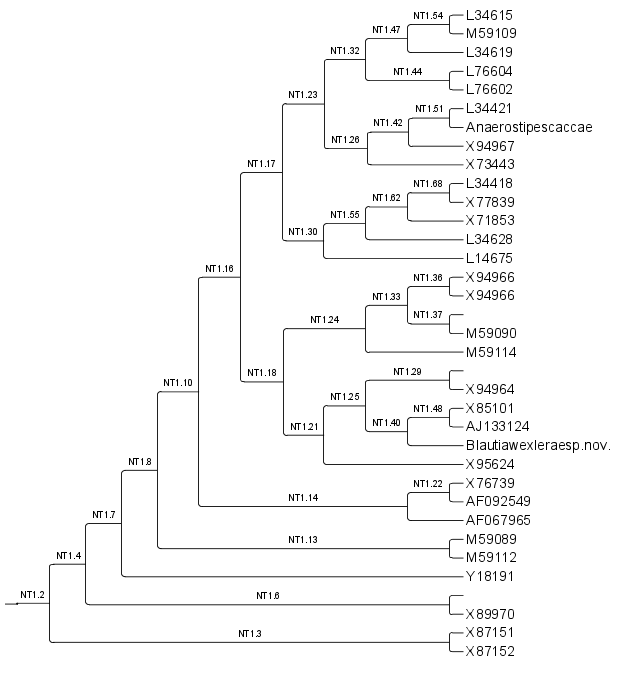 NT1.54 L34615
M59109
NT1.47
L34619
NT1.32
NT1.44 L76604
L76602
NT1.23
NT1.51 L34421
NT1.42 Anaerostipescaccae
NT1.26 X94967
X73443
NT1.17
NT1.68 L34418
NT1.62 X77839
NT1.55 X71853
NT1.30 L34628
L14675
NT1.16
NT1.36 X94966
NT1.33 X94966
NT1.24 NT1.37
M59090
M59114
NT1.18
NT1.10 NT1.29
NT1.25 X94964
NT1.48 X85101
NT1.21 NT1.40 AJ133124
Blautiawexleraesp.nov.
NT1.8 X95624
NT1.22 X76739
NT1.14 AF092549
NT1.7 AF067965
NT1.13 M59089
NT1.4 M59112
Y18191
NT1.2 NT1.6
X89970
NT1.3 X87151
X87152